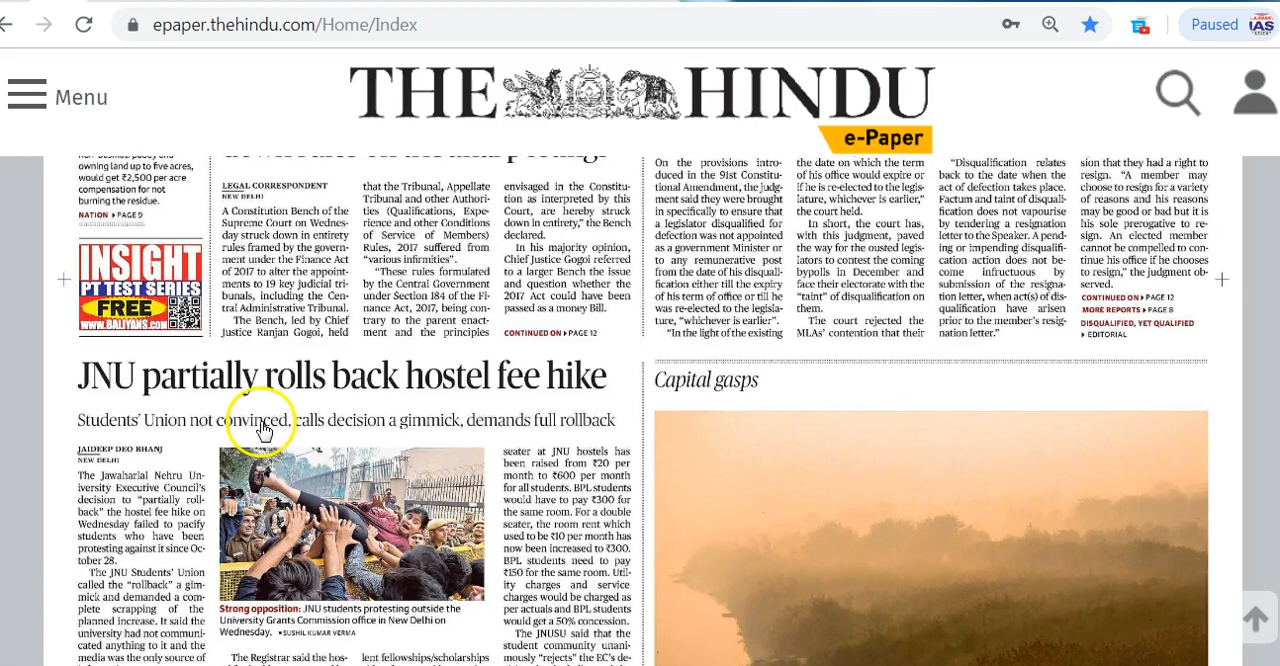 epaper.thehindu.com/Home/Index
Paused
IAS
Menu
THE HINDU
e-Paper
owning land up to five acres,
would get ₹2,500 per acre
compensation for not
burning the residue.
NATION ▸ PAGE 9
INSIGHT
PT TEST SERIES
FREE
WWW.BALIYANS.COM
LEGAL CORRESPONDENT
NEW DELHI
A Constitution Bench of the
Supreme Court on Wednes-
day struck down in entirety
rules framed by the govern-
ment under the Finance Act
of 2017 to alter the appoint-
ments to 19 key judicial tri-
bunals, including the Cen-
tral Administrative Tribunal.
The Bench, led by Chief
Justice Ranjan Gogoi, held
that the Tribunal, Appellate
Tribunal and other Authori-
ties (Qualifications, Expe-
rience and other Conditions
of Service of Members)
Rules, 2017 suffered from
“various infirmities”.
“These rules formulated
by the Central Government
under Section 184 of the Fi-
nance Act, 2017, being con-
trary to the parent enact-
ment and the principles
envisaged in the Constitu-
tion as interpreted by this
Court, are hereby struck
down in entirety,” the Bench
declared.
In his majority opinion,
Chief Justice Gogoi referred
to a larger Bench the issue
and question whether the
2017 Act could have been
passed as a money Bill.
CONTINUED ON ▸ PAGE 12
On the provisions intro-
duced in the 91st Constitu-
tional Amendment, the judg-
ment said they were brought
in specifically to ensure that
a legislator disqualified for
defection was not appointed
as a government Minister or
to any remunerative post
from the date of his disquali-
fication either till the expiry
of his term of office or till he
was re-elected to the legisla-
ture, “whichever is earlier”.
“In the light of the existing
the date on which the term
of his office would expire or
if he is re-elected to the legis-
lature, whichever is earlier,”
the court held.
In short, the court has,
with this judgment, paved
the way for the ousted legis-
lators to contest the coming
bypolls in December and
face their electorate with the
“taint” of disqualification on
them.
The court rejected the
MLAs’ contention that their
“Disqualification relates
back to the date when the
act of defection takes place.
Factum and taint of disquali-
fication does not vapourise
by tendering a resignation
letter to the Speaker. A pend-
ing or impending disqualifi-
cation action does not be-
come infructuous by
submission of the resigna-
tion letter, when act(s) of dis-
qualification have arisen
prior to the member’s resig-
nation letter.”
sion that they had a right to
resign. “A member may
choose to resign for a variety
of reasons and his reasons
may be good or bad but it is
his sole prerogative to re-
sign. An elected member
cannot be compelled to con-
tinue his office if he chooses
to resign,” the judgment ob-
served.
CONTINUED ON ▸ PAGE 12
MORE REPORTS ▸ PAGE 8
DISQUALIFIED, YET QUALIFIED
▸ EDITORIAL
JNU partially rolls back hostel fee hike
Students’ Union not convinced, calls decision a gimmick, demands full rollback
JAIDEEP DEO BHANJ
NEW DELHI
The Jawaharlal Nehru Un-
iversity Executive Council’s
decision to “partially roll-
back” the hostel fee hike on
Wednesday failed to pacify
students who have been
protesting against it since Oc-
tober 28.
The JNU Students’ Union
called the “rollback” a gim-
mick and demanded a com-
plete scrapping of the
planned increase. It said the
university had not communi-
cated anything to it and the
media was the only source of
Strong opposition: JNU students protesting outside the
University Grants Commission office in New Delhi on
Wednesday. ▪ SUSHIL KUMAR VERMA
The Registrar said the hos-
lent fellowships/scholarships
seater at JNU hostels has
been raised from ₹20 per
month to ₹600 per month
for all students. BPL students
would have to pay ₹300 for
the same room. For a double
seater, the room rent which
used to be ₹10 per month has
now been increased to ₹300.
BPL students need to pay
₹150 for the same room. Util-
ity charges and service
charges would be charged as
per actuals and BPL students
would get a 50% concession.
The JNUSU said that the
student community unani-
mously “rejects” the EC’s de-
Capital gasps